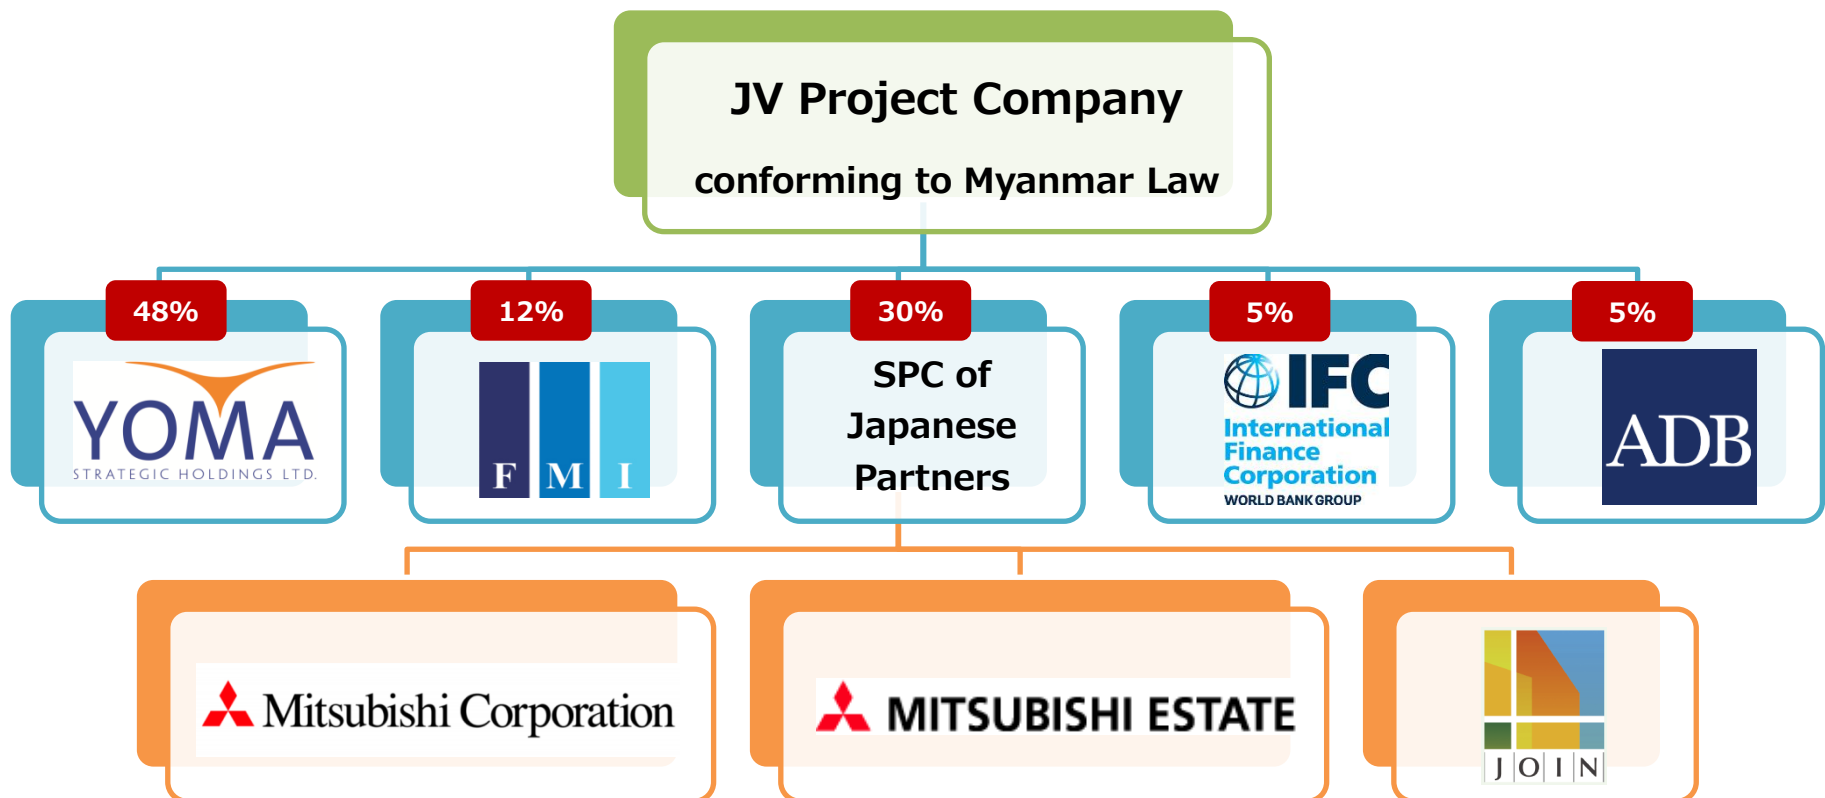 JV Project Company
conforming to Myanmar Law
48%
12%
30%
5%
5%
YOMA
STRATEGIC HOLDINGS LTD.
F M I
SPC of
Japanese
Partners
IFC
International
Finance
Corporation
WORLD BANK GROUP
ADB
Mitsubishi Corporation
MITSUBISHI ESTATE
JOIN